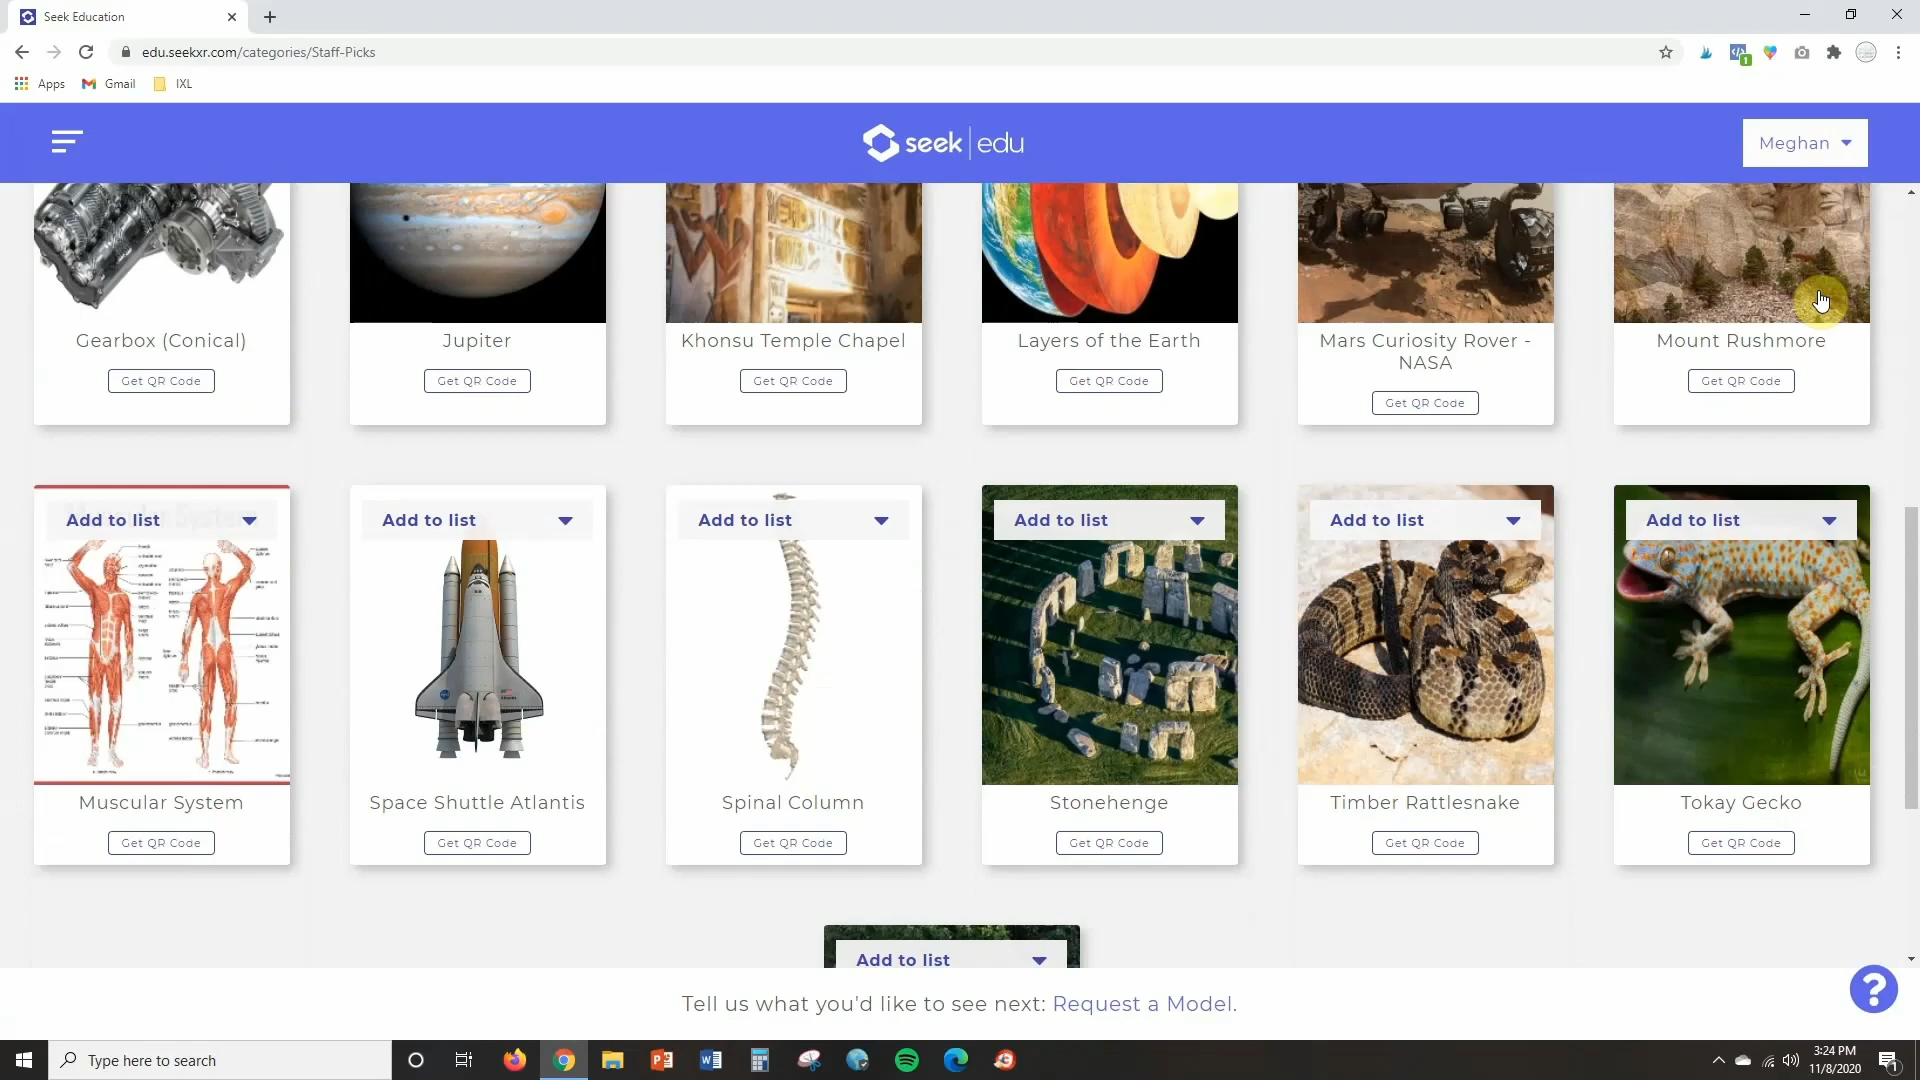 Seek Education
edu.seekxr.com/categories/Staff-Picks
Apps Gmail IXL
seek edu
Meghan
Gearbox (Conical) Jupiter Khonsu Temple Chapel Layers of the Earth Mars Curiosity Rover - Mount Rushmore
NASA
Get QR Code Get QR Code Get QR Code Get QR Code Get QR Code
Get QR Code
Add to list Add to list Add to list Add to list Add to list Add to list
Muscular System Space Shuttle Atlantis Spinal Column Stonehenge Timber Rattlesnake Tokay Gecko
Get QR Code Get QR Code Get QR Code Get QR Code Get QR Code Get QR Code
Add to list
Tell us what you'd like to see next: Request a Model.
?
Type here to search
3:24 PM
11/8/2020